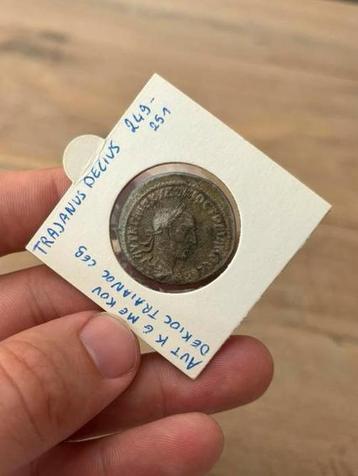 TRAJANUS DECIUS 249-
251
AVT K G ME KOV
DEKIOC TRAIANOC CEB